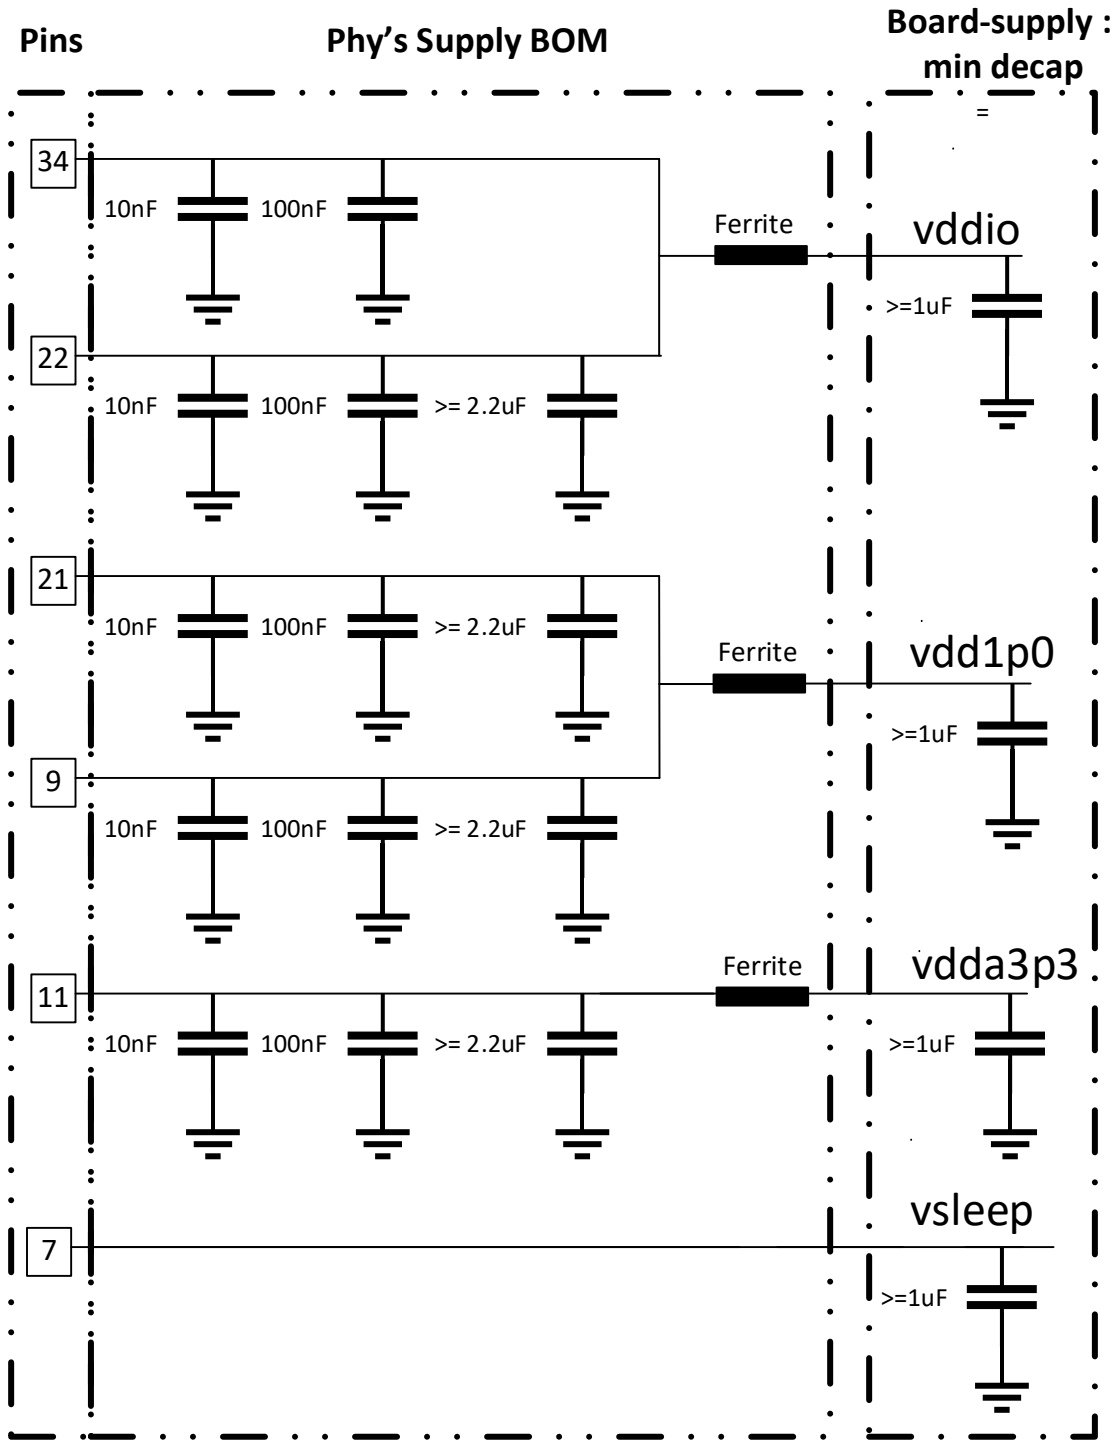 Pins
Phy's Supply BOM
Board-supply :
min decap
=
34
10nF
100nF
Ferrite
vddio
>=1uF
22
10nF
100nF
>= 2.2uF
21
10nF
100nF
>= 2.2uF
Ferrite
vdd1p0
>=1uF
9
10nF
100nF
>= 2.2uF
Ferrite
vdda3p3
11
10nF
100nF
>= 2.2uF
>=1uF
vsleep
7
>=1uF